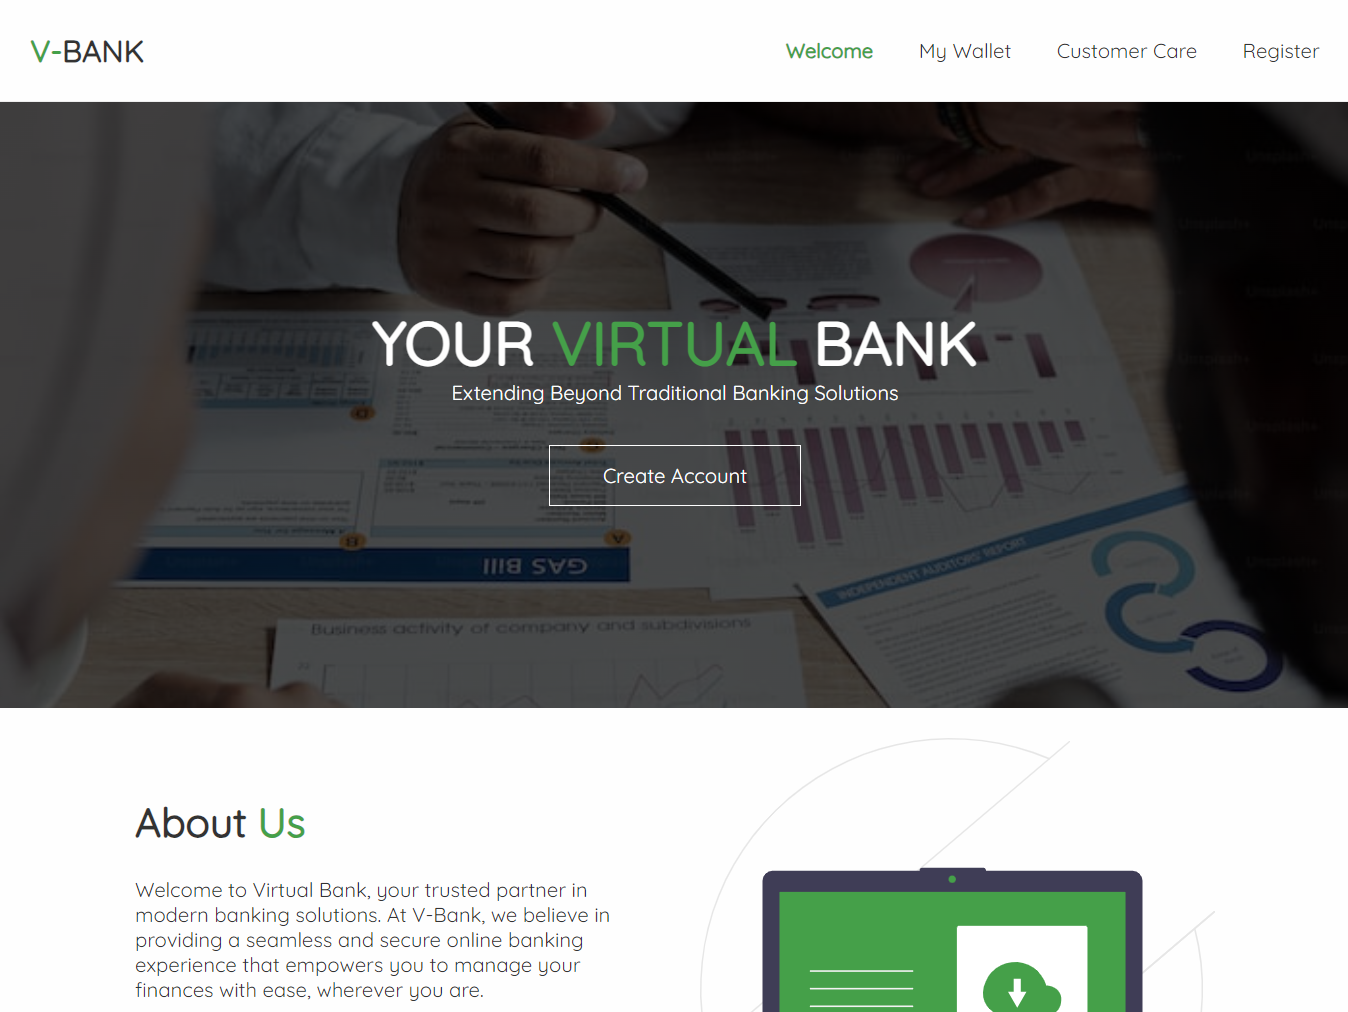 V-BANK
Welcome
My Wallet
Customer Care
Register
YOUR VIRTUAL BANK
Extending Beyond Traditional Banking Solutions
Create Account
GAS Bill
INDEPENDENT AUDITORS' REPORT
Business activity of company and subdivisions
D
C
B
A
About Us
Welcome to Virtual Bank, your trusted partner in
modern banking solutions. At V-Bank, we believe in
providing a seamless and secure online banking
experience that empowers you to manage your
finances with ease, wherever you are.